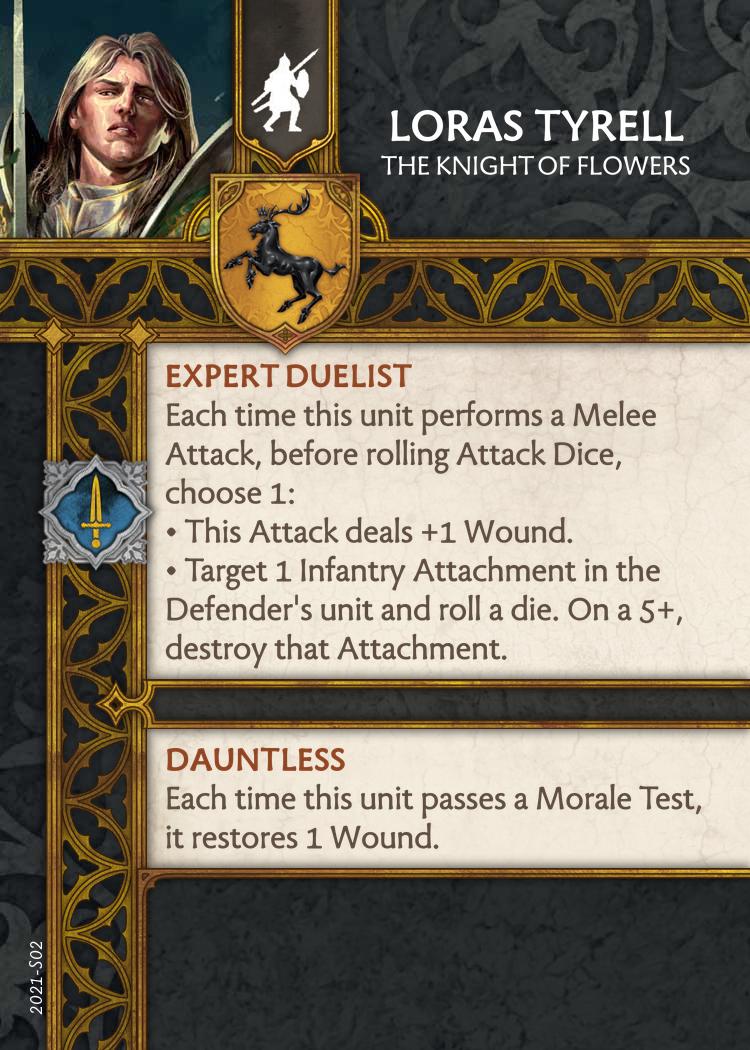 LORAS TYRELL
THE KNIGHT OF FLOWERS
EXPERT DUELIST
Each time this unit performs a Melee
Attack, before rolling Attack Dice,
choose 1:
• This Attack deals +1 Wound.
• Target 1 Infantry Attachment in the
Defender's unit and roll a die. On a 5+,
destroy that Attachment.
DAUNTLESS
Each time this unit passes a Morale Test,
it restores 1 Wound.
2021-S02